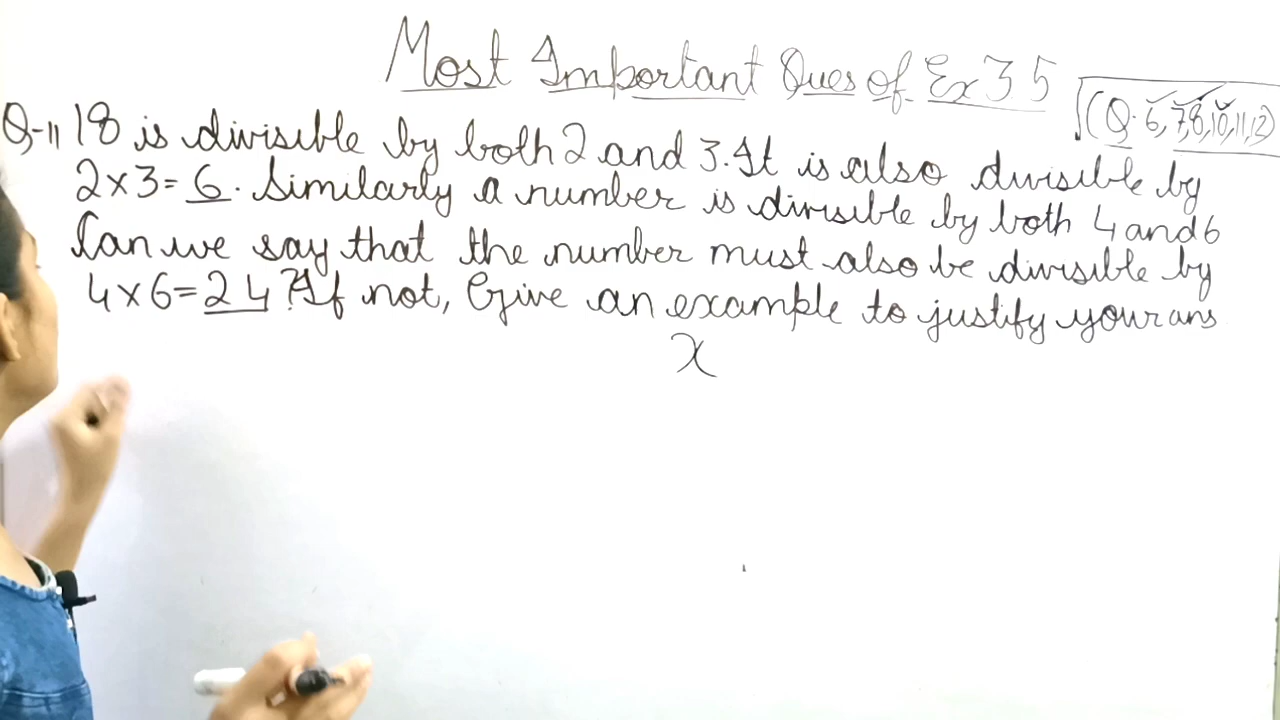 Most Important Ques of Ex 3 5
(Q. 6, 7, 8, 10, 11, 12)
Q-11 18 is divisible by both 2 and 3. It is also divisible by
2 x 3 = 6. Similarly a number is divisible by both 4 and 6
Can we say that the number must also be divisible by
4 x 6 = 24? If not, Give an example to justify your ans
X